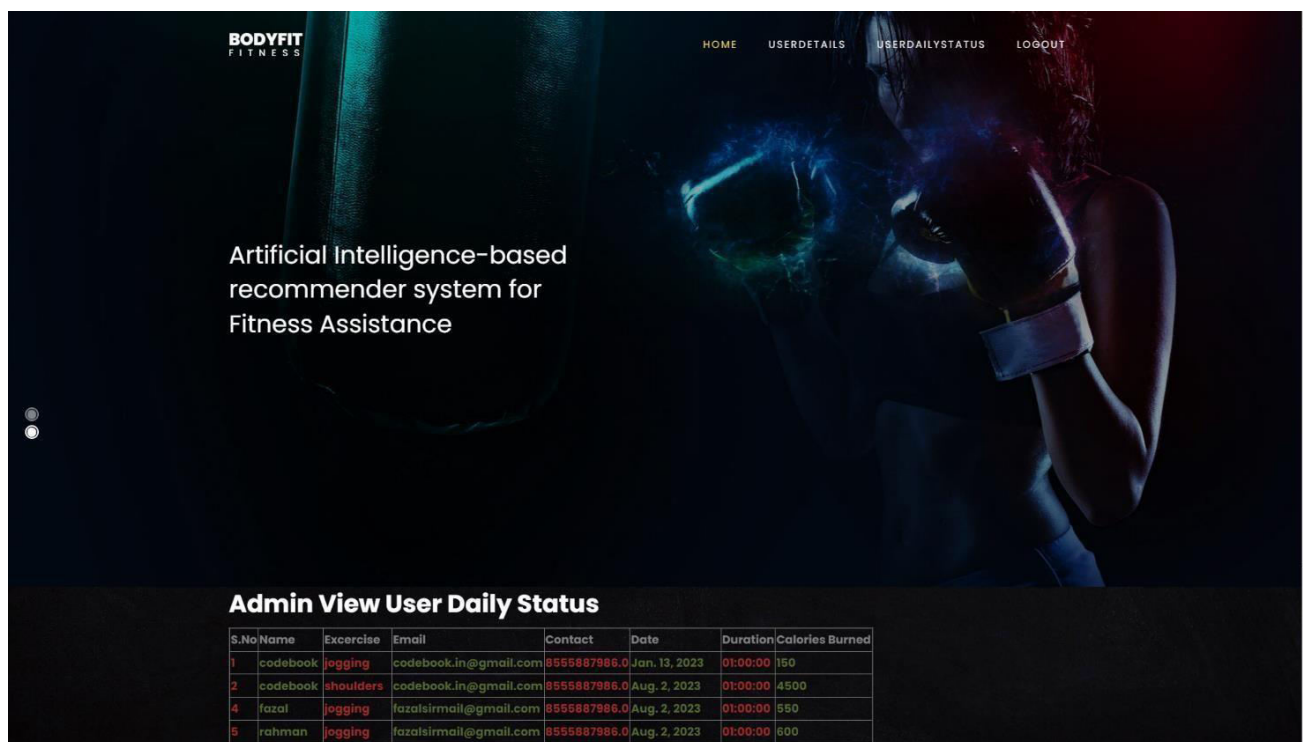 BODYFIT
FITNESS
HOME USERDETAILS USERDAILYSTATUS LOGOUT
Artificial Intelligence-based
recommender system for
Fitness Assistance
Admin View User Daily Status
S.No Name Excercise Email Contact Date Duration Calories Burned
1 codebook jogging codebook.in@gmail.com 8555887986.0 Jan. 13, 2023 01:00:00 150
2 codebook shoulders codebook.in@gmail.com 8555887986.0 Aug. 2, 2023 01:00:00 4500
4 fazal jogging fazalsirmail@gmail.com 8555887986.0 Aug. 2, 2023 01:00:00 550
5 rahman jogging fazalsirmail@gmail.com 8555887986.0 Aug. 2, 2023 01:00:00 600